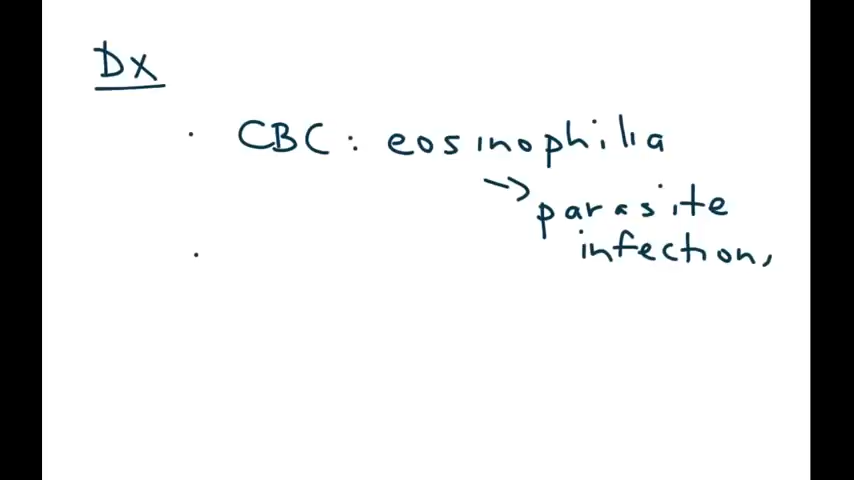 Dx
· CBC: eosinophilia
→ parasite
infection,
·